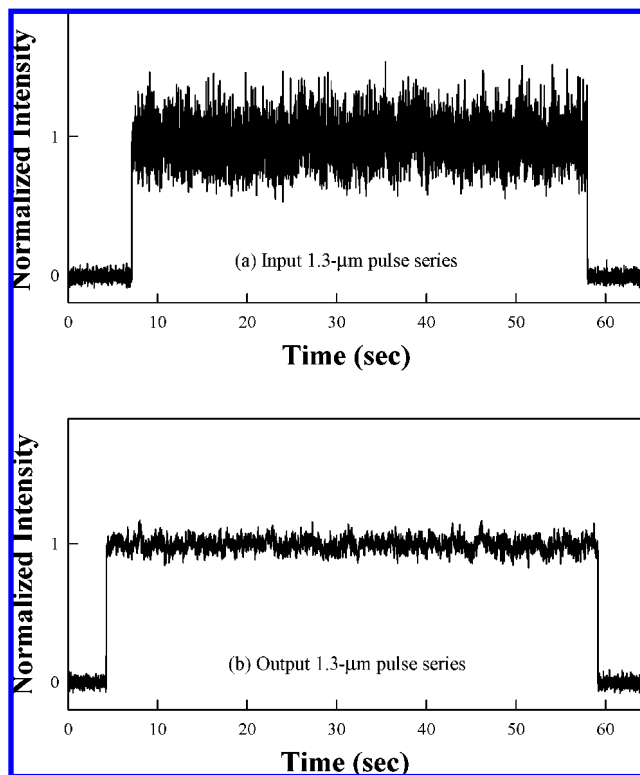 Normalized Intensity
1
0
(a) Input 1.3-μm pulse series
0 10 20 30 40 50 60
Time (sec)
Normalized Intensity
1
0
(b) Output 1.3-μm pulse series
0 10 20 30 40 50 60
Time (sec)